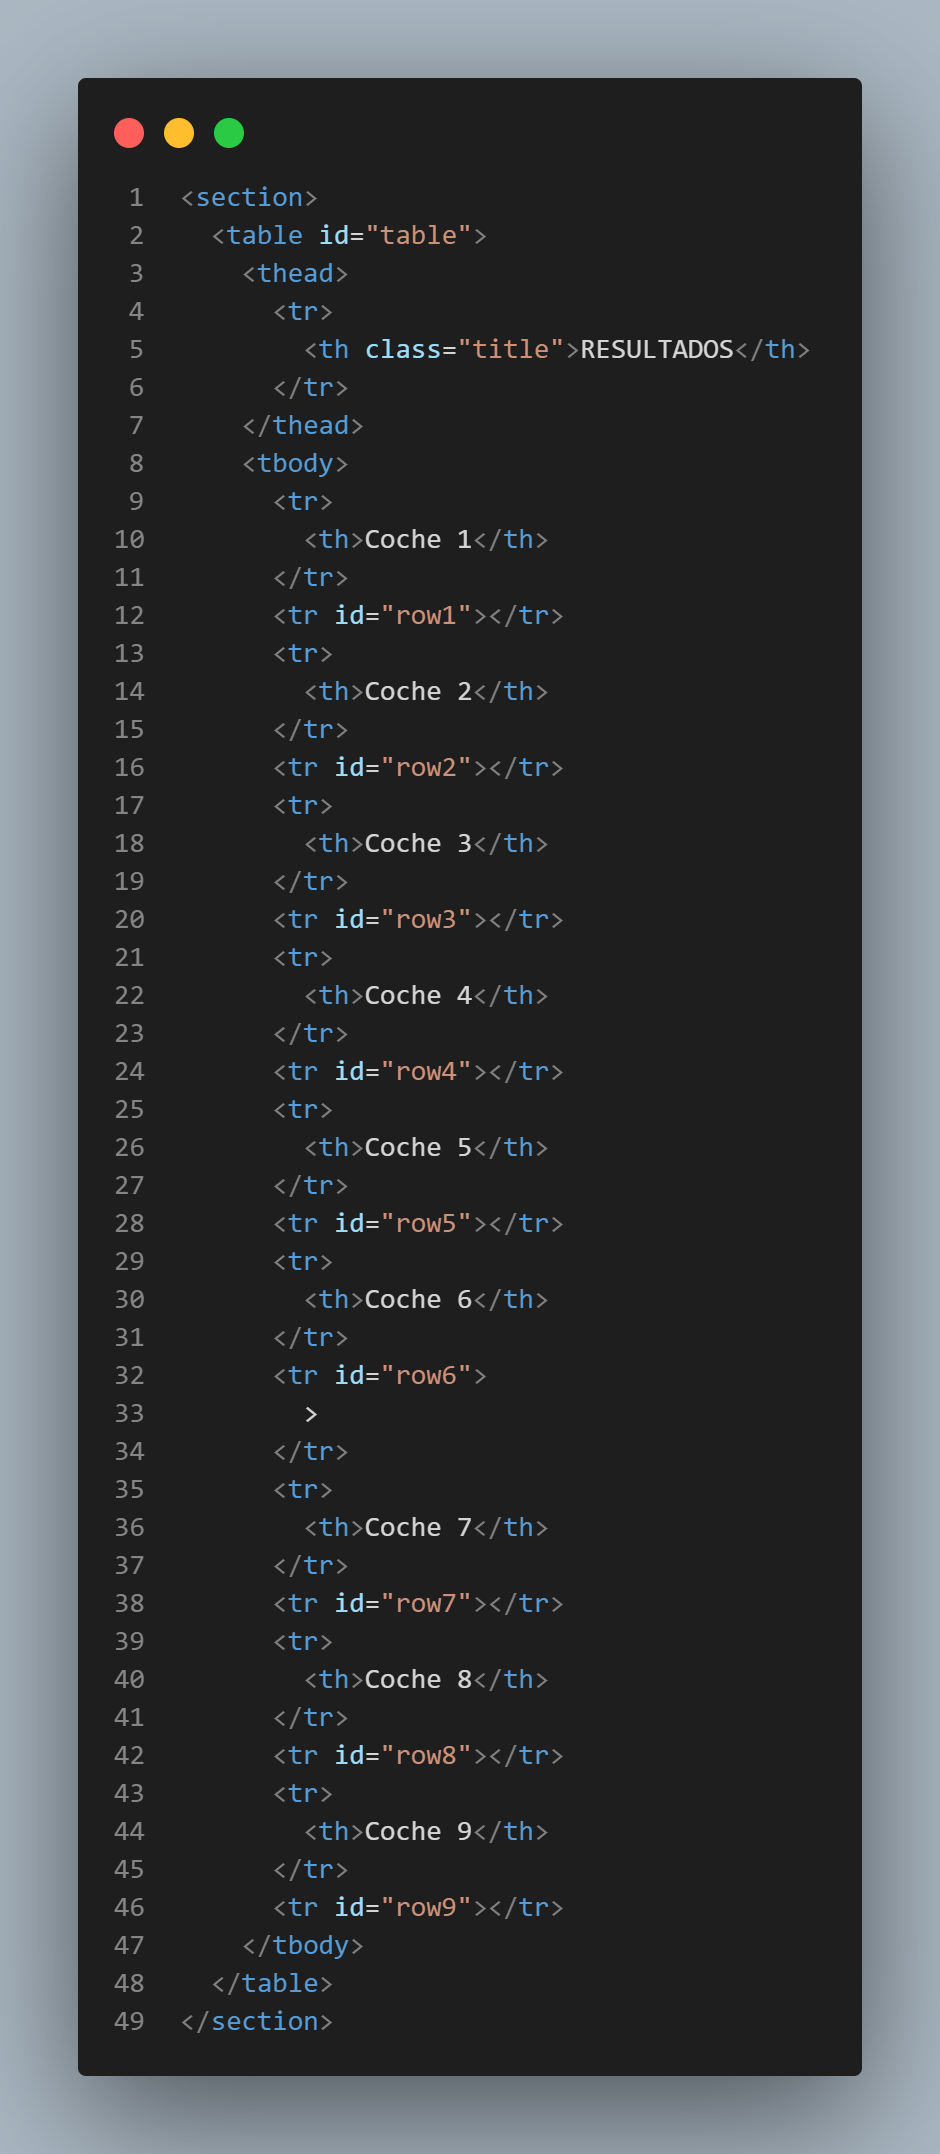 1 <section>
2   <table id="table">
3     <thead>
4       <tr>
5         <th class="title">RESULTADOS</th>
6       </tr>
7     </thead>
8     <tbody>
9       <tr>
10         <th>Coche 1</th>
11       </tr>
12       <tr id="row1"></tr>
13       <tr>
14         <th>Coche 2</th>
15       </tr>
16       <tr id="row2"></tr>
17       <tr>
18         <th>Coche 3</th>
19       </tr>
20       <tr id="row3"></tr>
21       <tr>
22         <th>Coche 4</th>
23       </tr>
24       <tr id="row4"></tr>
25       <tr>
26         <th>Coche 5</th>
27       </tr>
28       <tr id="row5"></tr>
29       <tr>
30         <th>Coche 6</th>
31       </tr>
32       <tr id="row6">
33         >
34       </tr>
35       <tr>
36         <th>Coche 7</th>
37       </tr>
38       <tr id="row7"></tr>
39       <tr>
40         <th>Coche 8</th>
41       </tr>
42       <tr id="row8"></tr>
43       <tr>
44         <th>Coche 9</th>
45       </tr>
46       <tr id="row9"></tr>
47     </tbody>
48   </table>
49 </section>